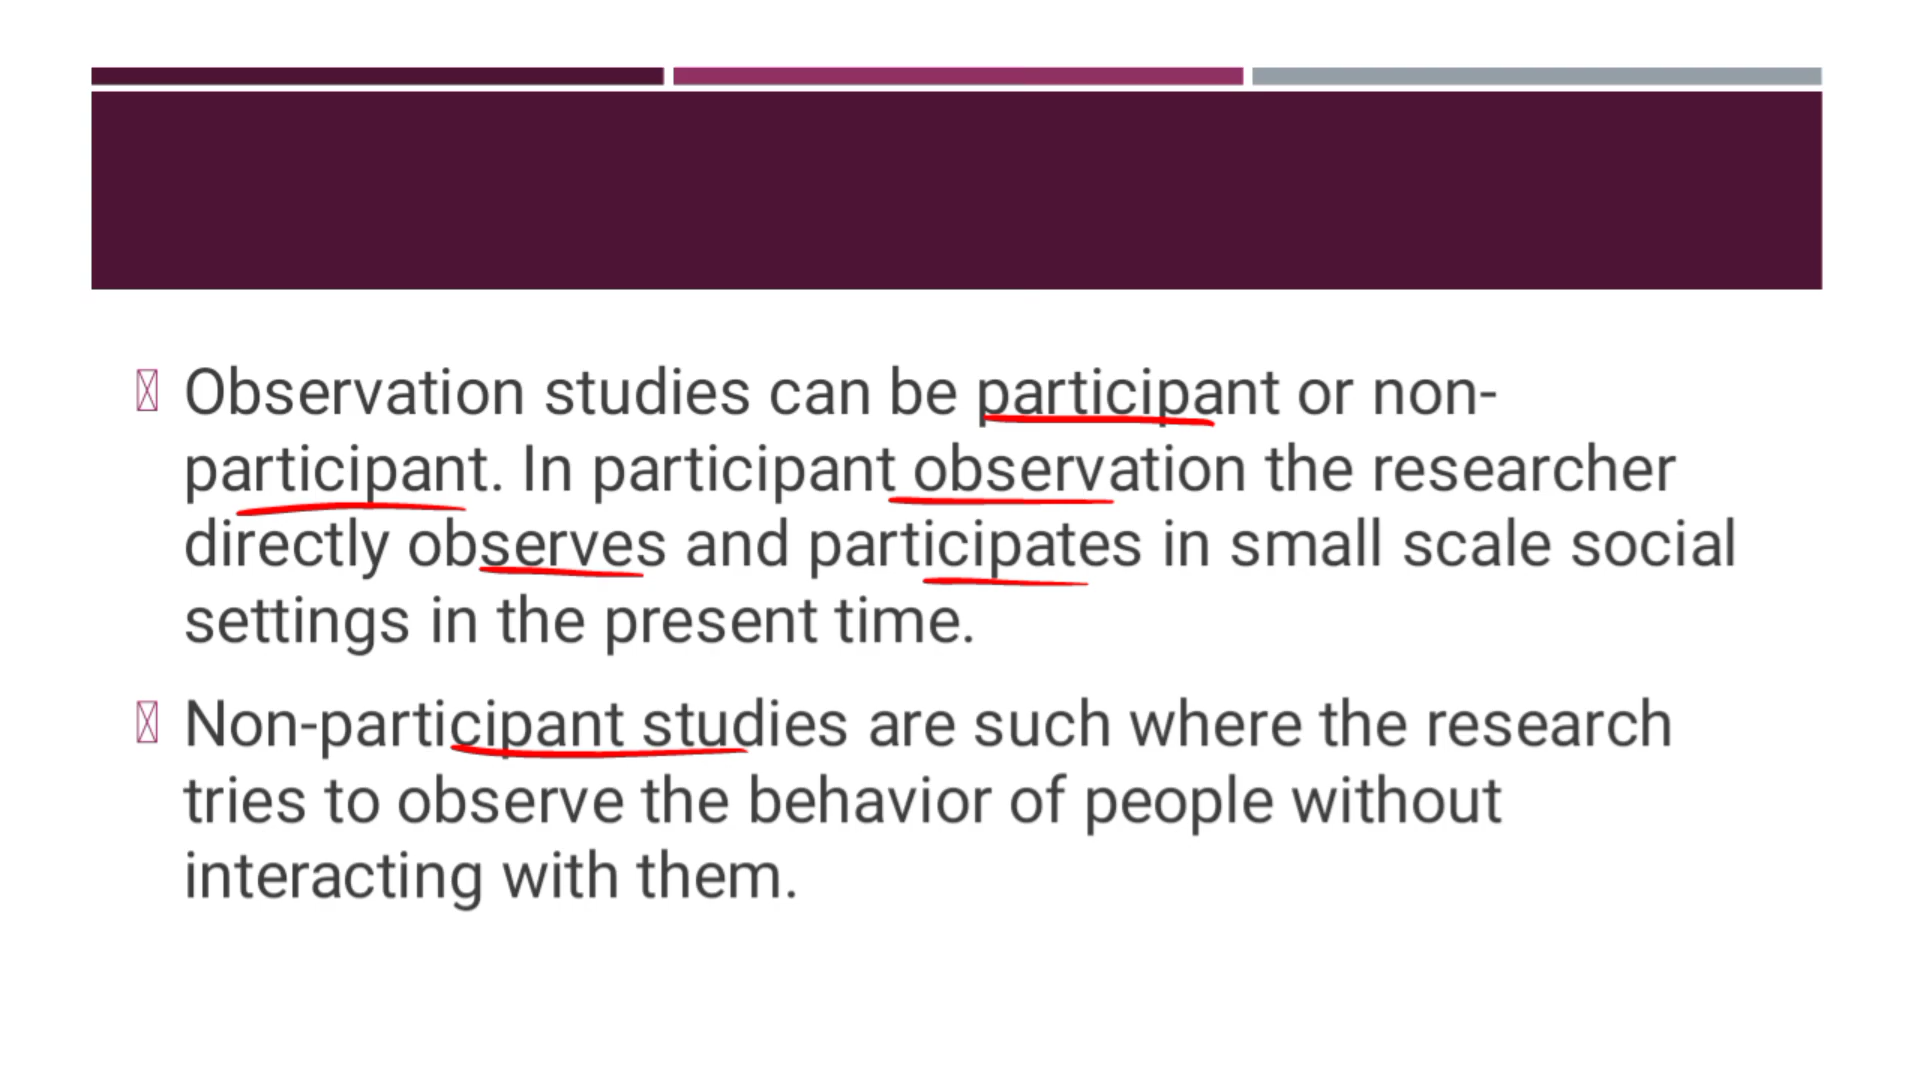 Observation studies can be participant or non-
participant. In participant observation the researcher
directly observes and participates in small scale social
settings in the present time.
Non-participant studies are such where the research
tries to observe the behavior of people without
interacting with them.